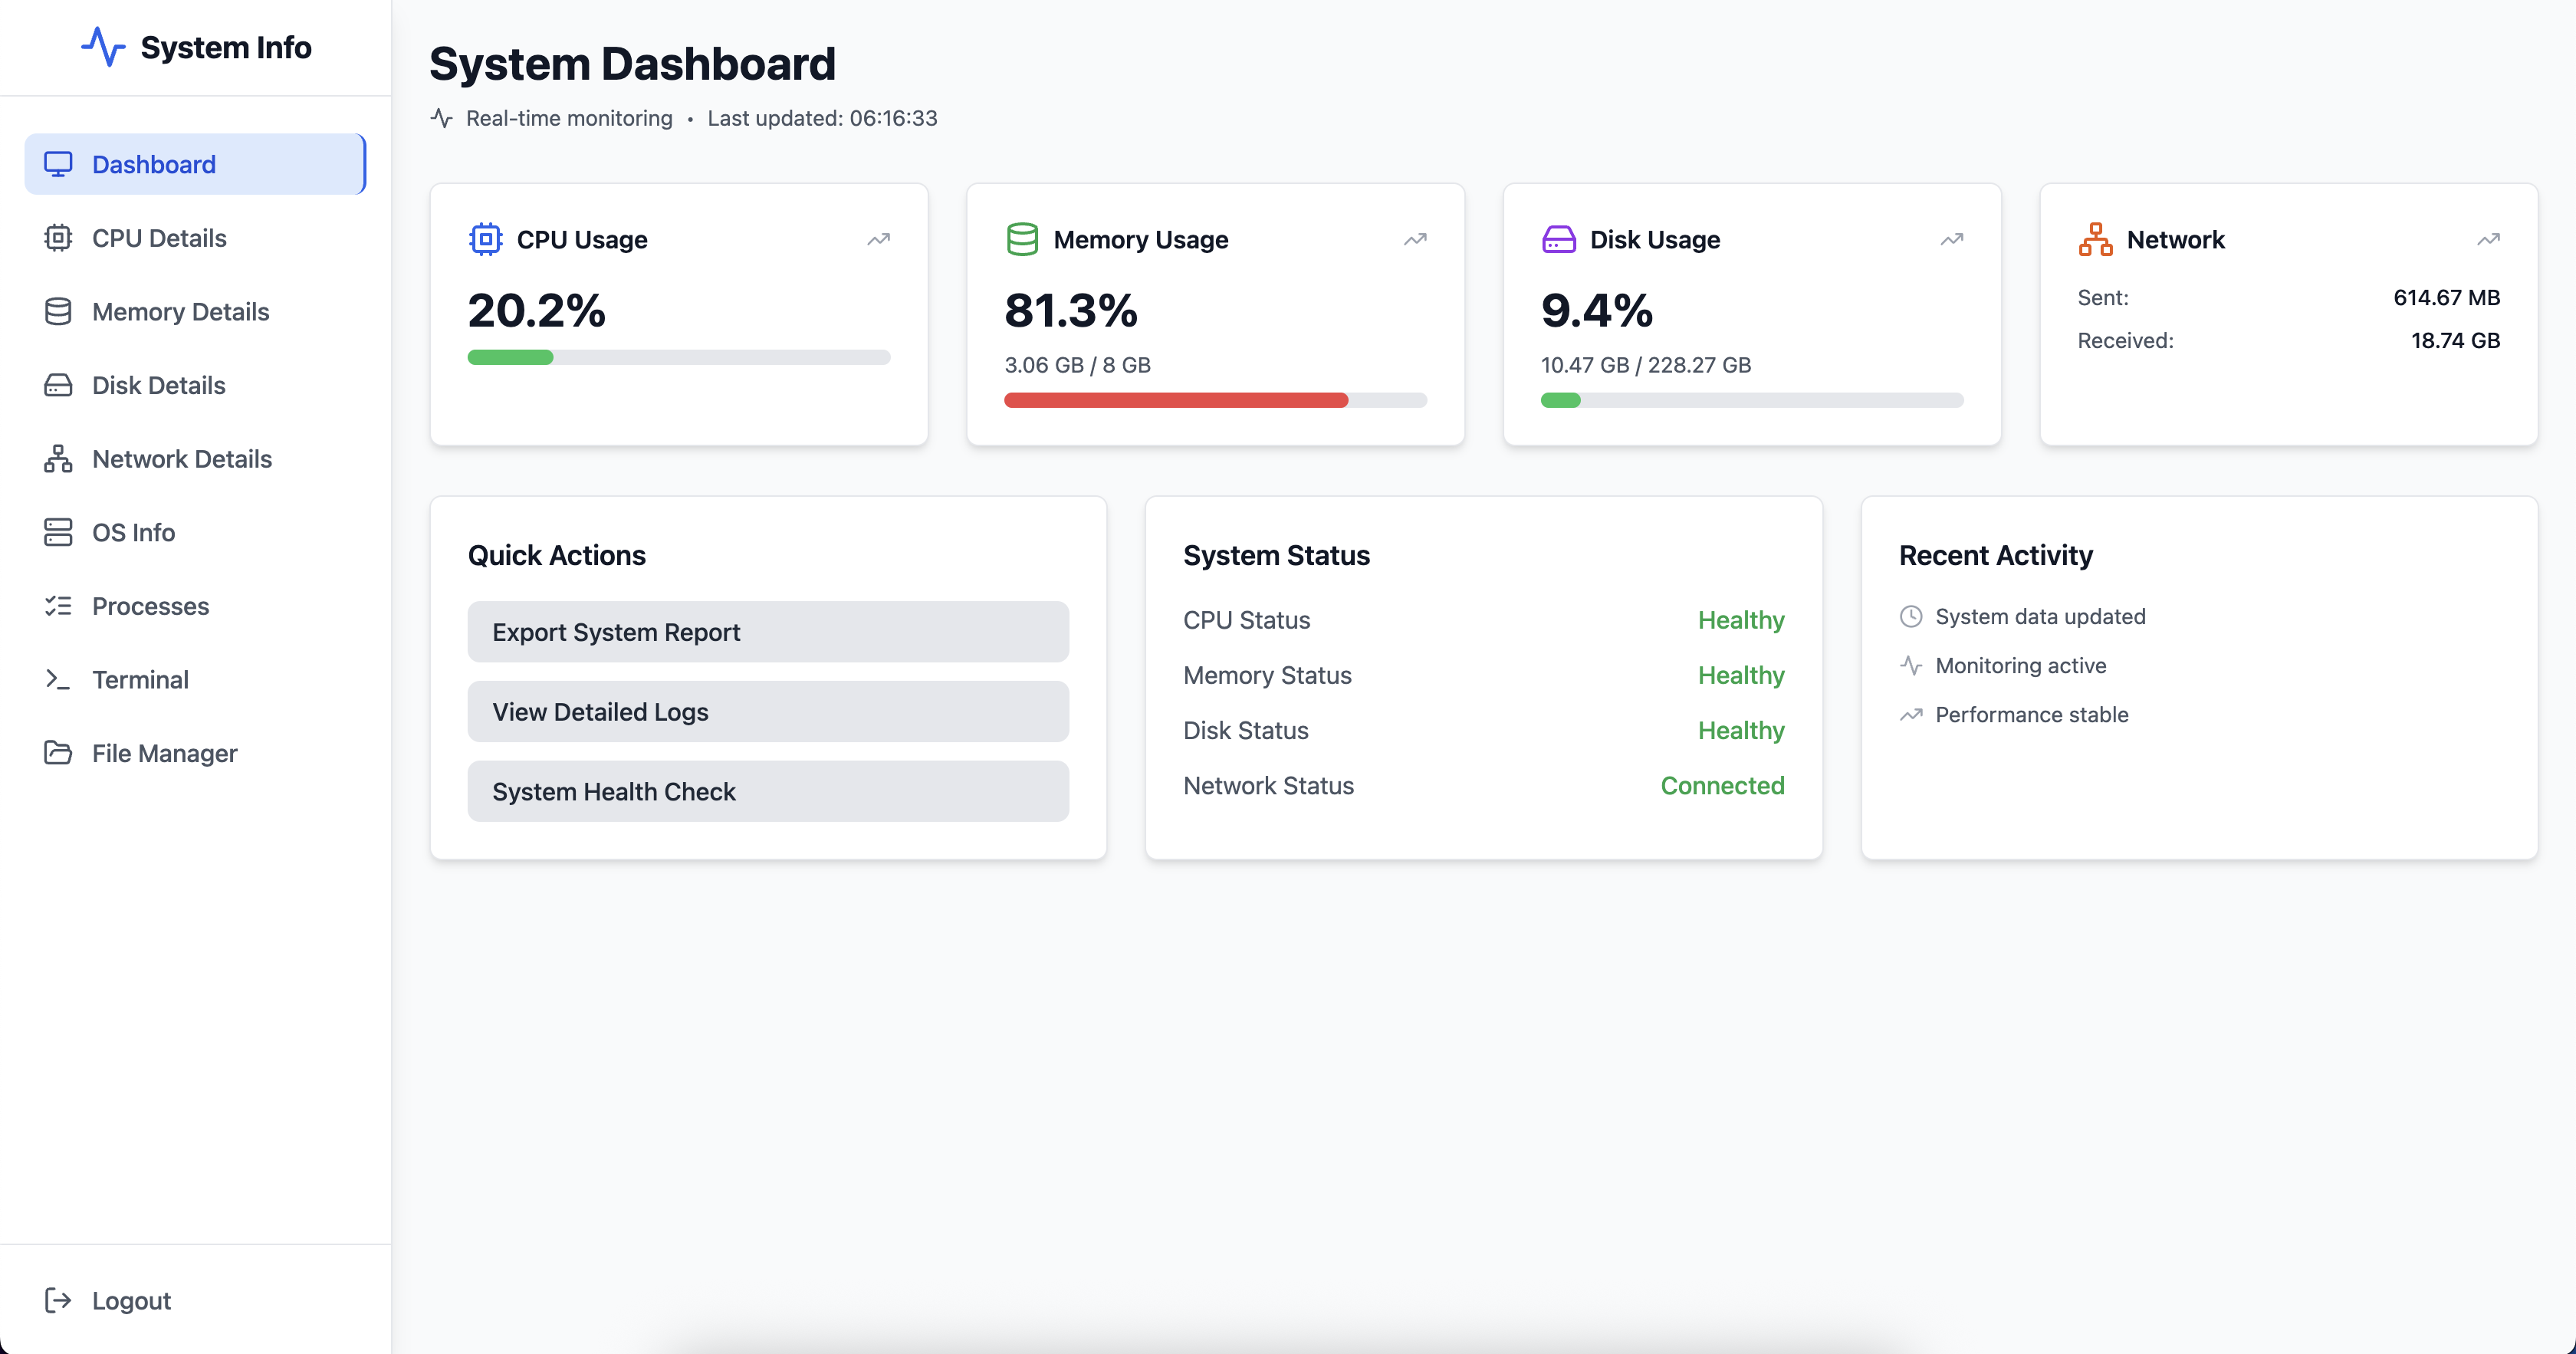 System Info
Dashboard
CPU Details
Memory Details
Disk Details
Network Details
OS Info
Processes
Terminal
File Manager
Logout
System Dashboard
Real-time monitoring • Last updated: 06:16:33
CPU Usage
20.2%
Memory Usage
81.3%
3.06 GB / 8 GB
Disk Usage
9.4%
10.47 GB / 228.27 GB
Network
Sent: 614.67 MB
Received: 18.74 GB
Quick Actions
Export System Report
View Detailed Logs
System Health Check
System Status
CPU Status Healthy
Memory Status Healthy
Disk Status Healthy
Network Status Connected
Recent Activity
System data updated
Monitoring active
Performance stable